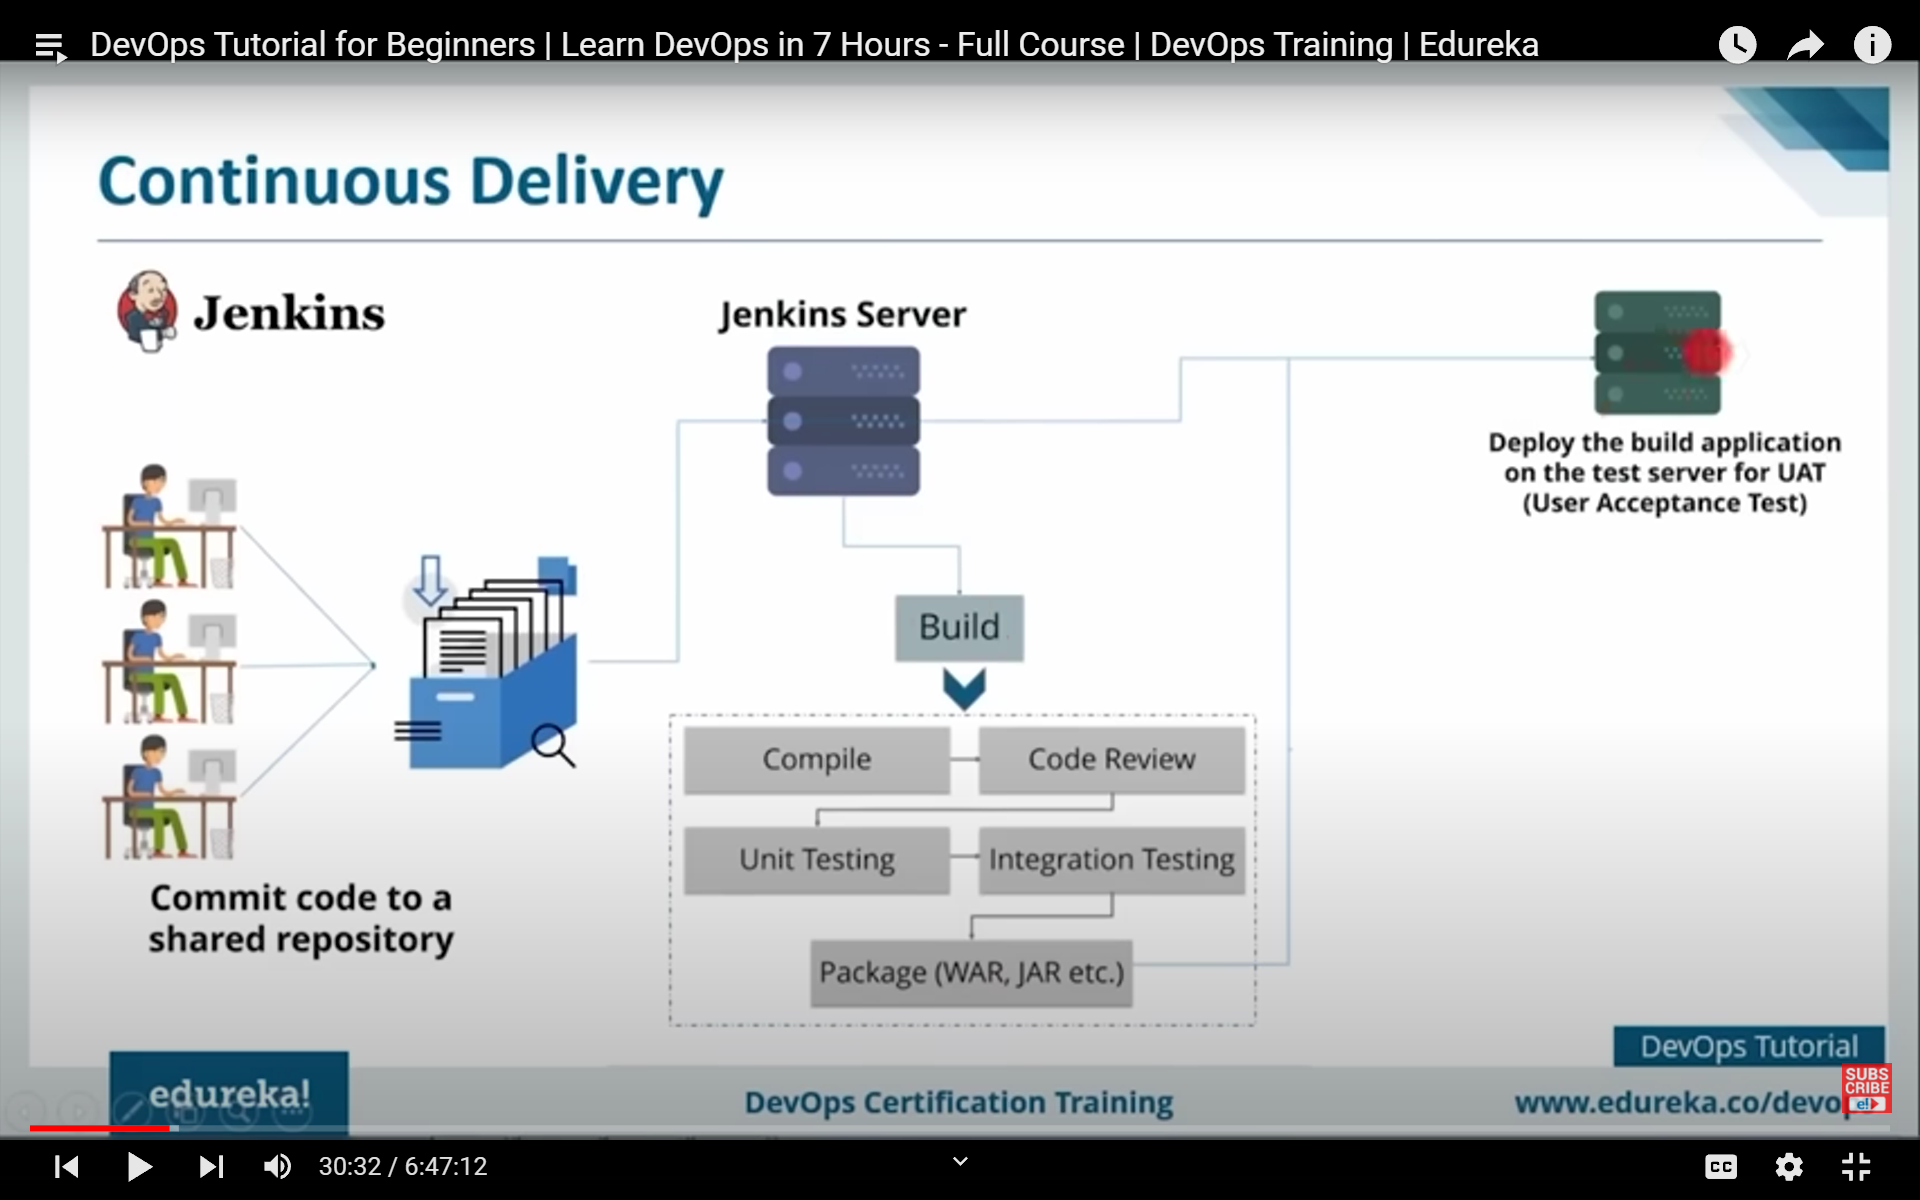 DevOps Tutorial for Beginners | Learn DevOps in 7 Hours - Full Course | DevOps Training | Edureka
Continuous Delivery
Jenkins
Jenkins Server
Deploy the build application
on the test server for UAT
(User Acceptance Test)
Build
Compile
Code Review
Unit Testing
Integration Testing
Package (WAR, JAR etc.)
Commit code to a
shared repository
DevOps Tutorial
edureka!
DevOps Certification Training
www.edureka.co/devop
SUBS
CRIBE
e!
30:32 / 6:47:12
CC